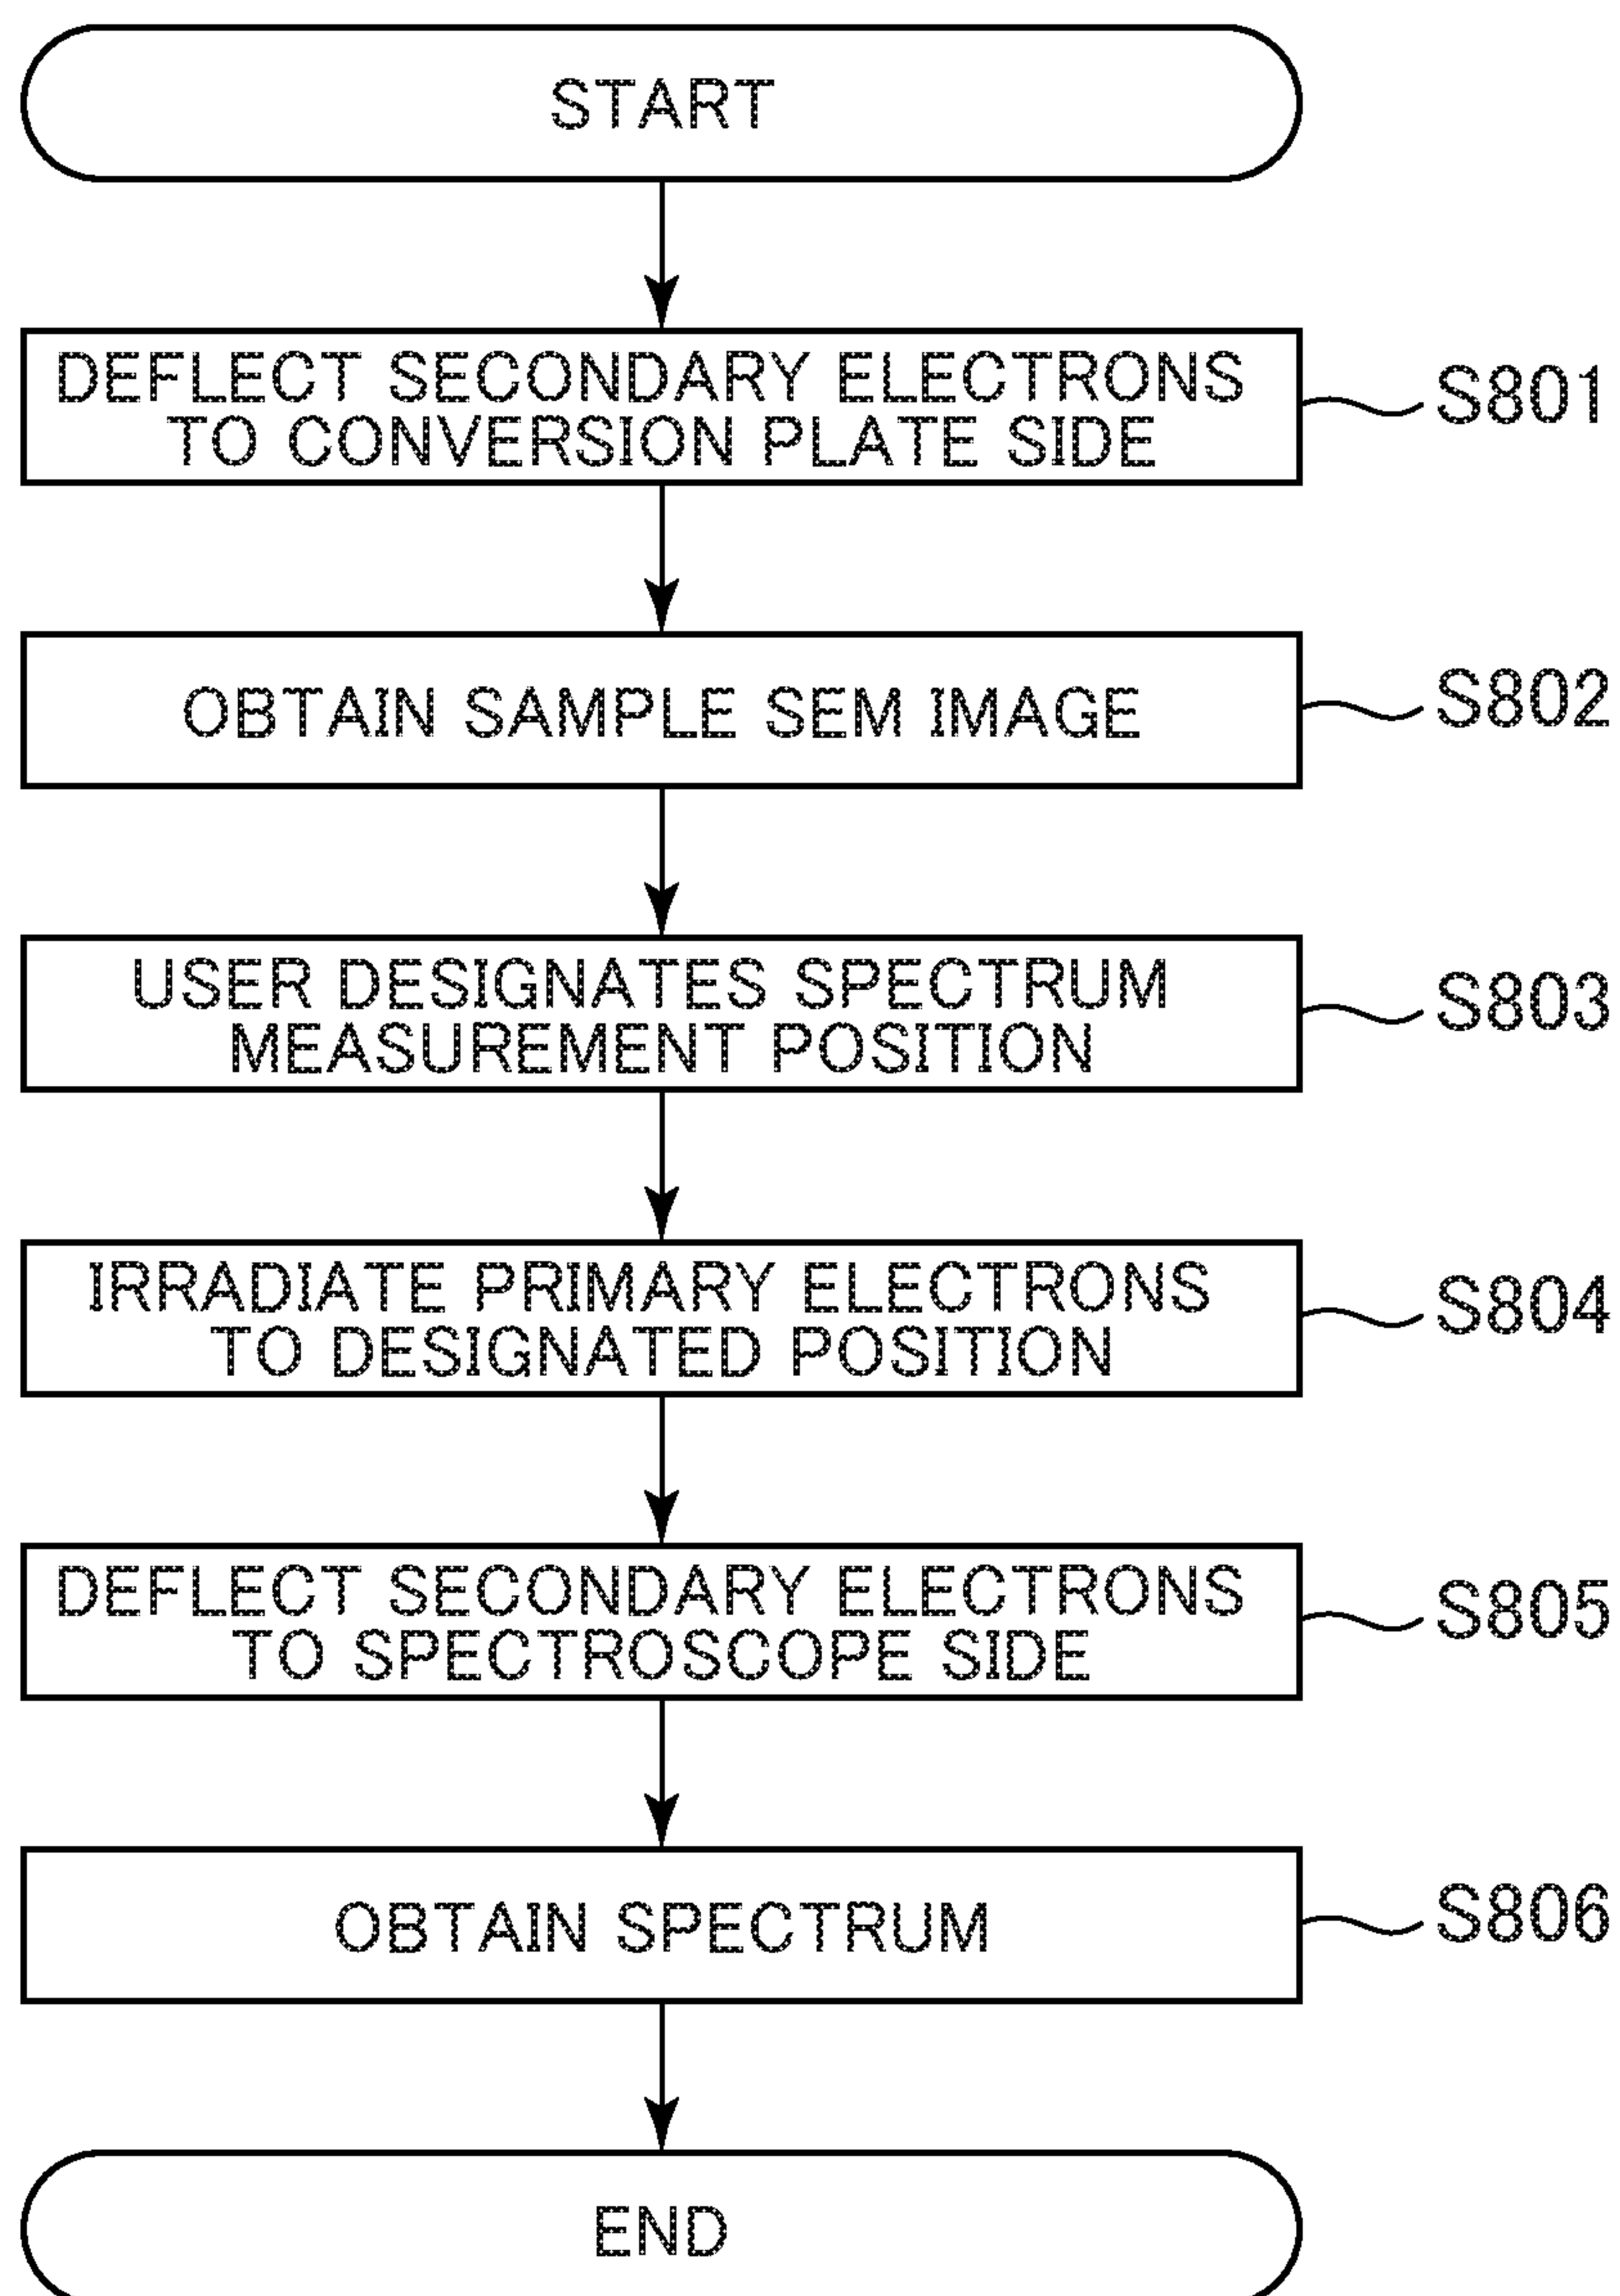 START
DEFLECT SECONDARY ELECTRONS
TO CONVERSION PLATE SIDE
S801
OBTAIN SAMPLE SEM IMAGE
S802
USER DESIGNATES SPECTRUM
MEASUREMENT POSITION
S803
IRRADIATE PRIMARY ELECTRONS
TO DESIGNATED POSITION
S804
DEFLECT SECONDARY ELECTRONS
TO SPECTROSCOPE SIDE
S805
OBTAIN SPECTRUM
S806
END